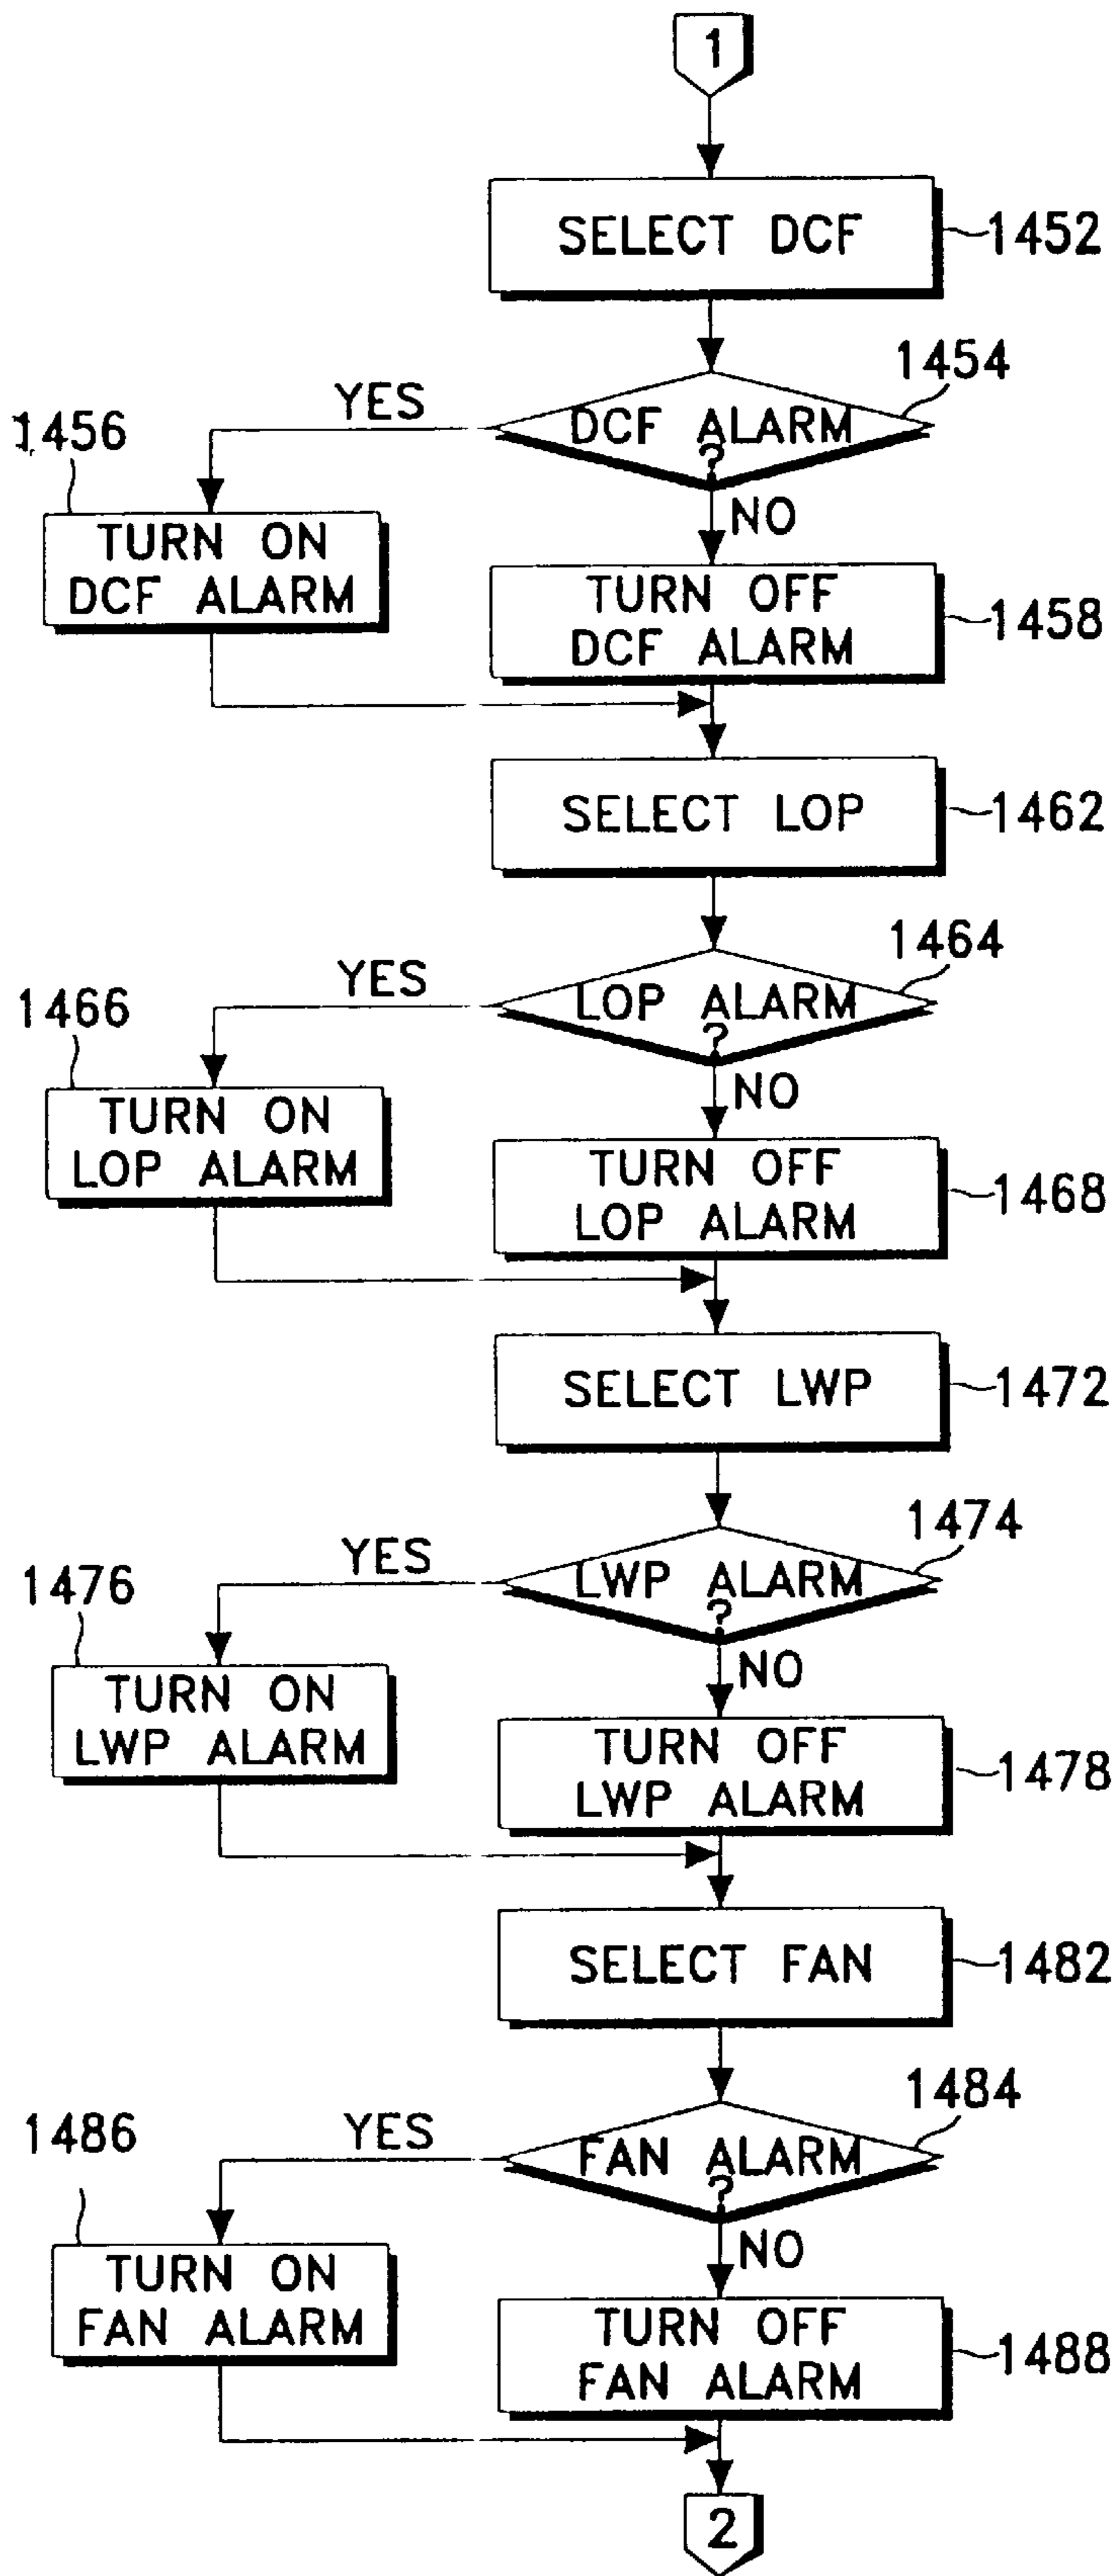 1
SELECT DCF
1452
1454
YES
DCF ALARM
?
1456
NO
TURN ON
DCF ALARM
TURN OFF
DCF ALARM
1458
SELECT LOP
1462
1464
YES
LOP ALARM
?
1466
NO
TURN ON
LOP ALARM
TURN OFF
LOP ALARM
1468
SELECT LWP
1472
1474
YES
LWP ALARM
?
1476
NO
TURN ON
LWP ALARM
TURN OFF
LWP ALARM
1478
SELECT FAN
1482
1484
YES
FAN ALARM
?
1486
NO
TURN ON
FAN ALARM
TURN OFF
FAN ALARM
1488
2